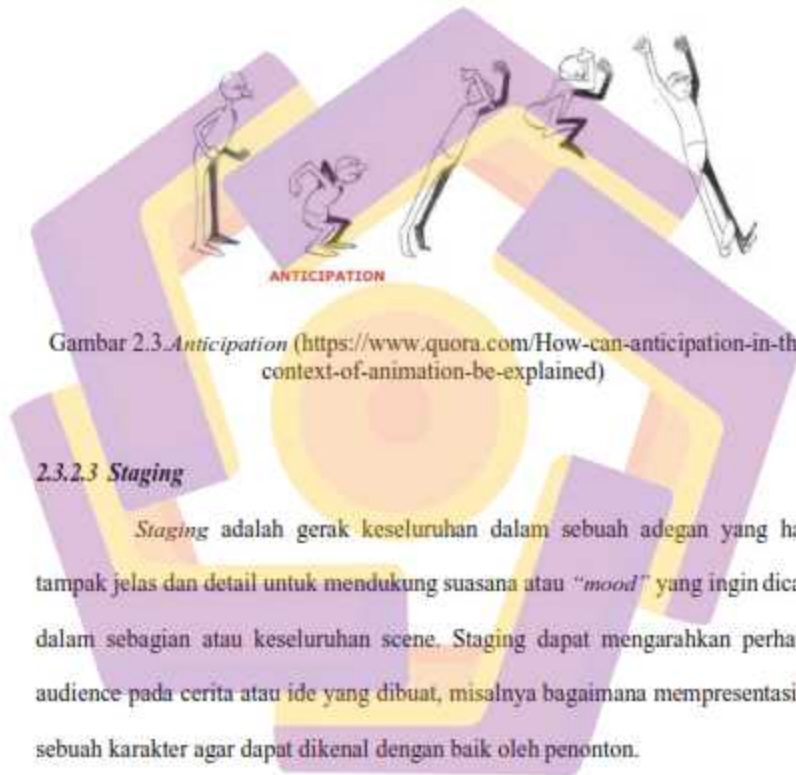 ANTICIPATION
Gambar 2.3 Anticipation (https://www.quora.com/How-can-anticipation-in-th
context-of-animation-be-explained)
2.3.2.3 Staging
Staging adalah gerak keseluruhan dalam sebuah adegan yang ha
tampak jelas dan detail untuk mendukung suasana atau “mood” yang ingin dica
dalam sebagian atau keseluruhan scene. Staging dapat mengarahkan perha
audience pada cerita atau ide yang dibuat, misalnya bagaimana mempresentasi
sebuah karakter agar dapat dikenal dengan baik oleh penonton.